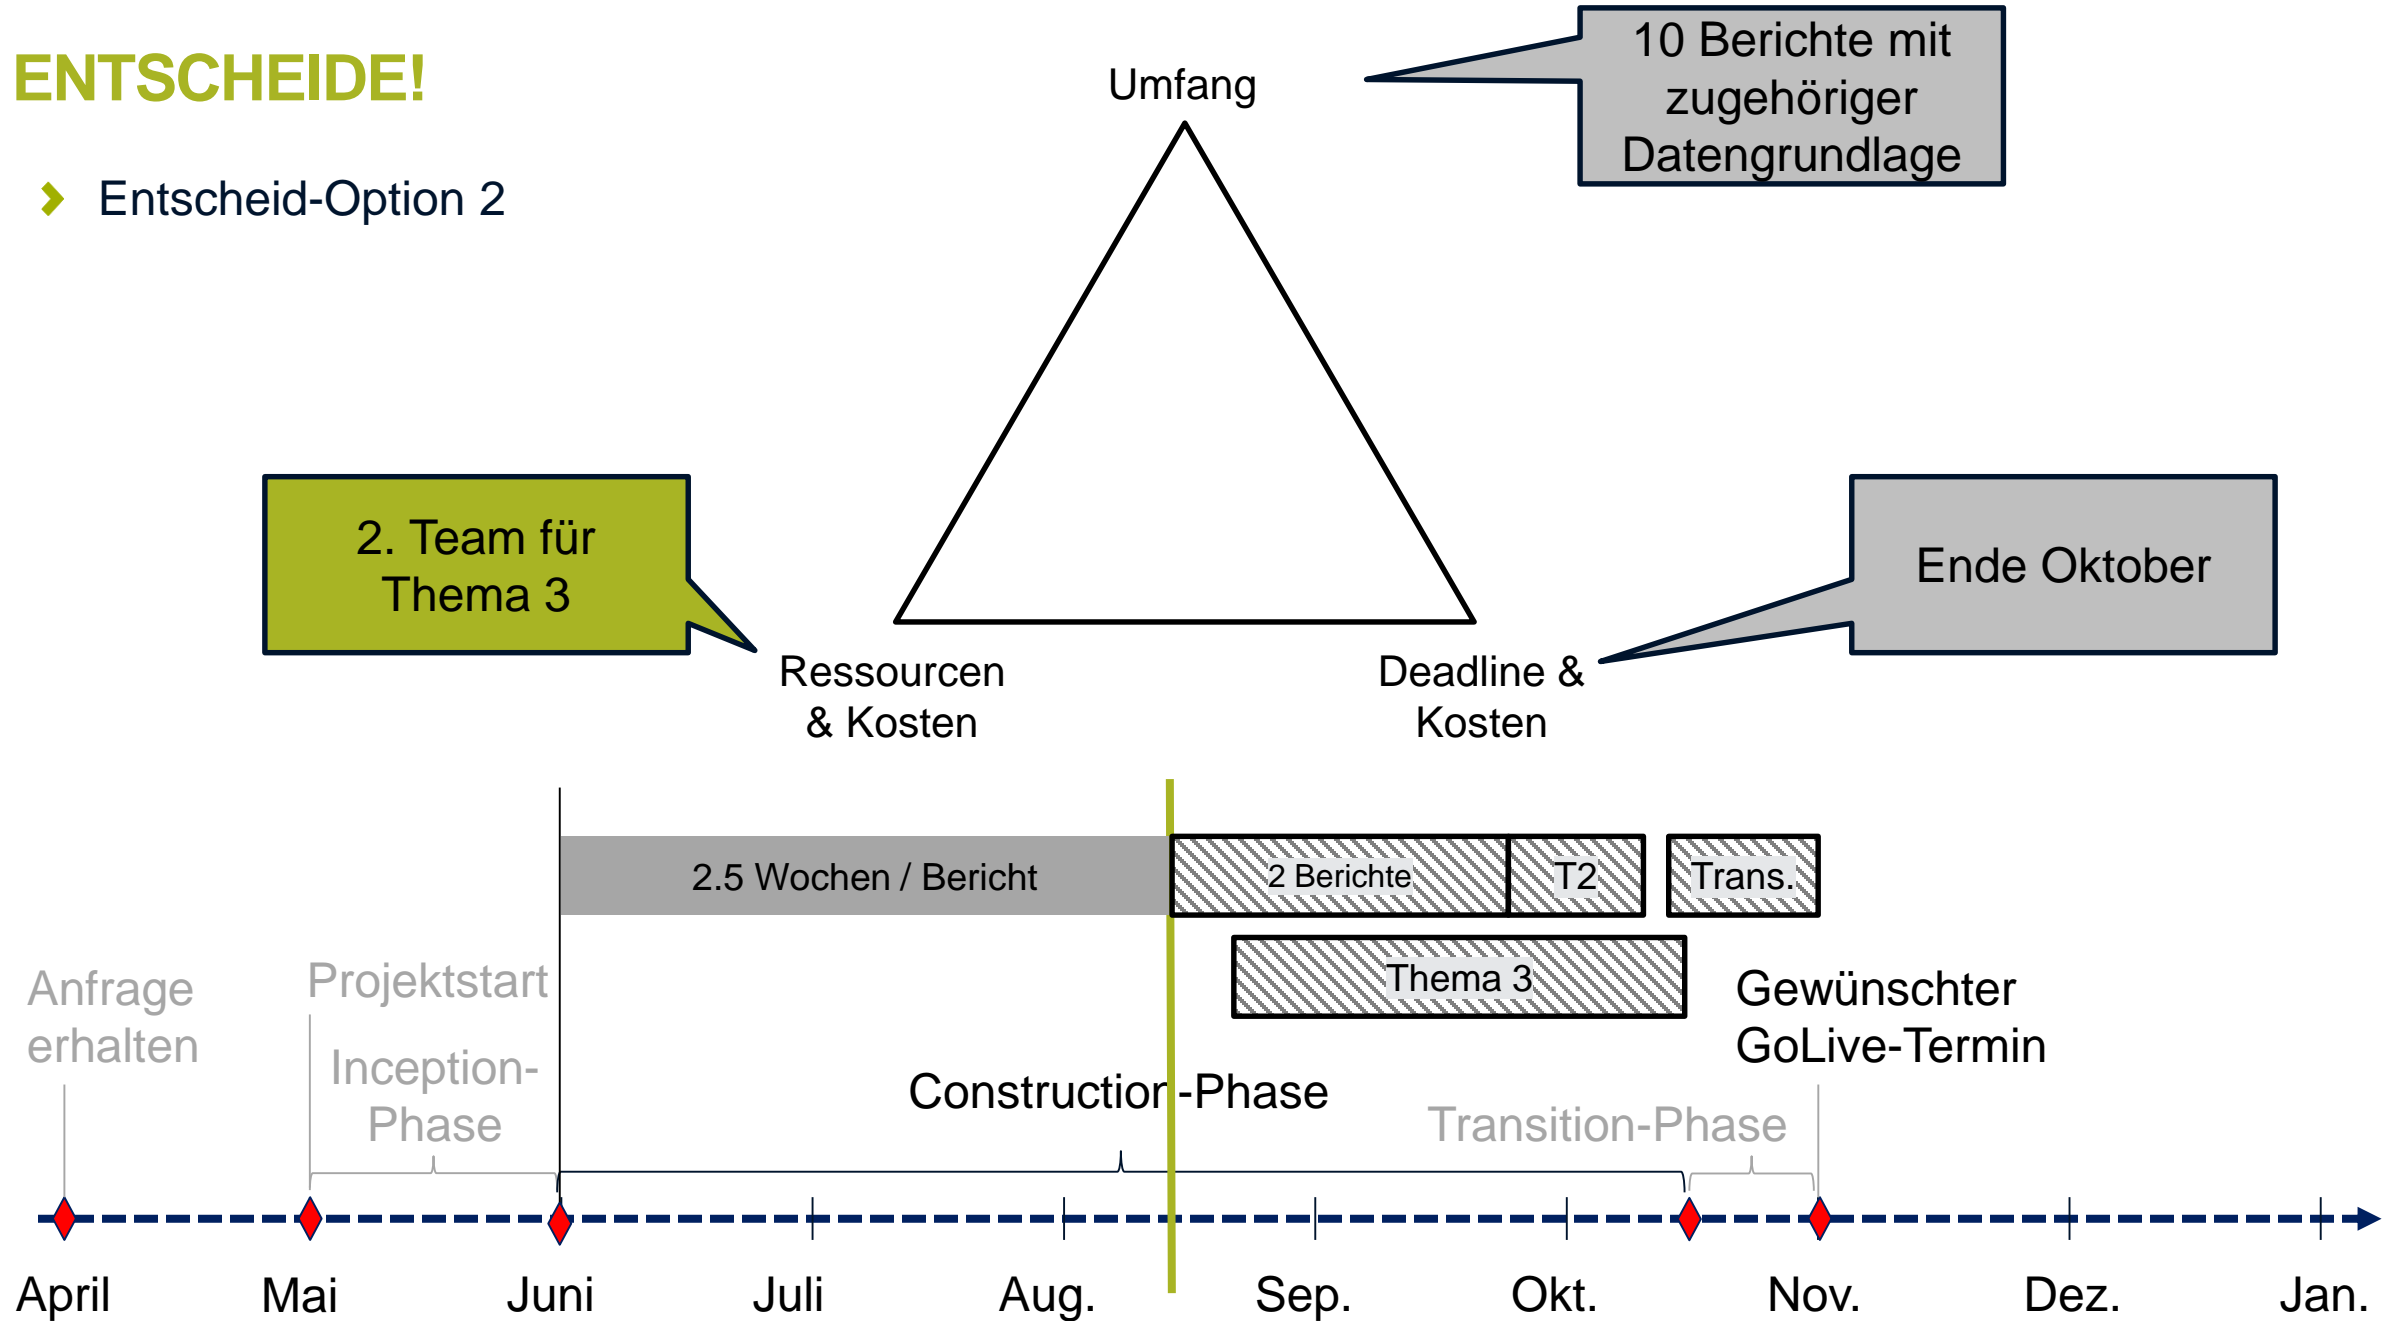 ENTSCHEIDE!
Entscheid-Option 2
Umfang
10 Berichte mit
zugehöriger
Datengrundlage
2. Team für
Thema 3
Ende Oktober
Ressourcen
& Kosten
Deadline &
Kosten
2.5 Wochen / Bericht
2 Berichte
T2
Trans.
Thema 3
Anfrage
erhalten
Projektstart
Inception-
Phase
Construction-Phase
Transition-Phase
Gewünschter
GoLive-Termin
April
Mai
Juni
Juli
Aug.
Sep.
Okt.
Nov.
Dez.
Jan.